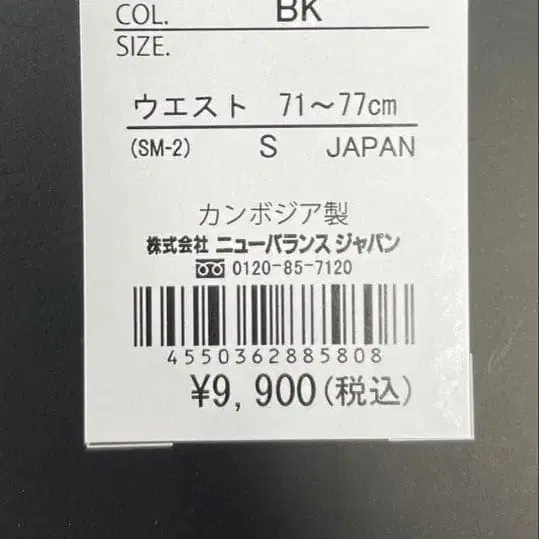 COL. BK
SIZE.
ウエスト 71～77cm
(SM-2) S JAPAN
カンボジア製
株式会社 ニューバランス ジャパン
0120-85-7120
4550362885808
¥9,900(税込)